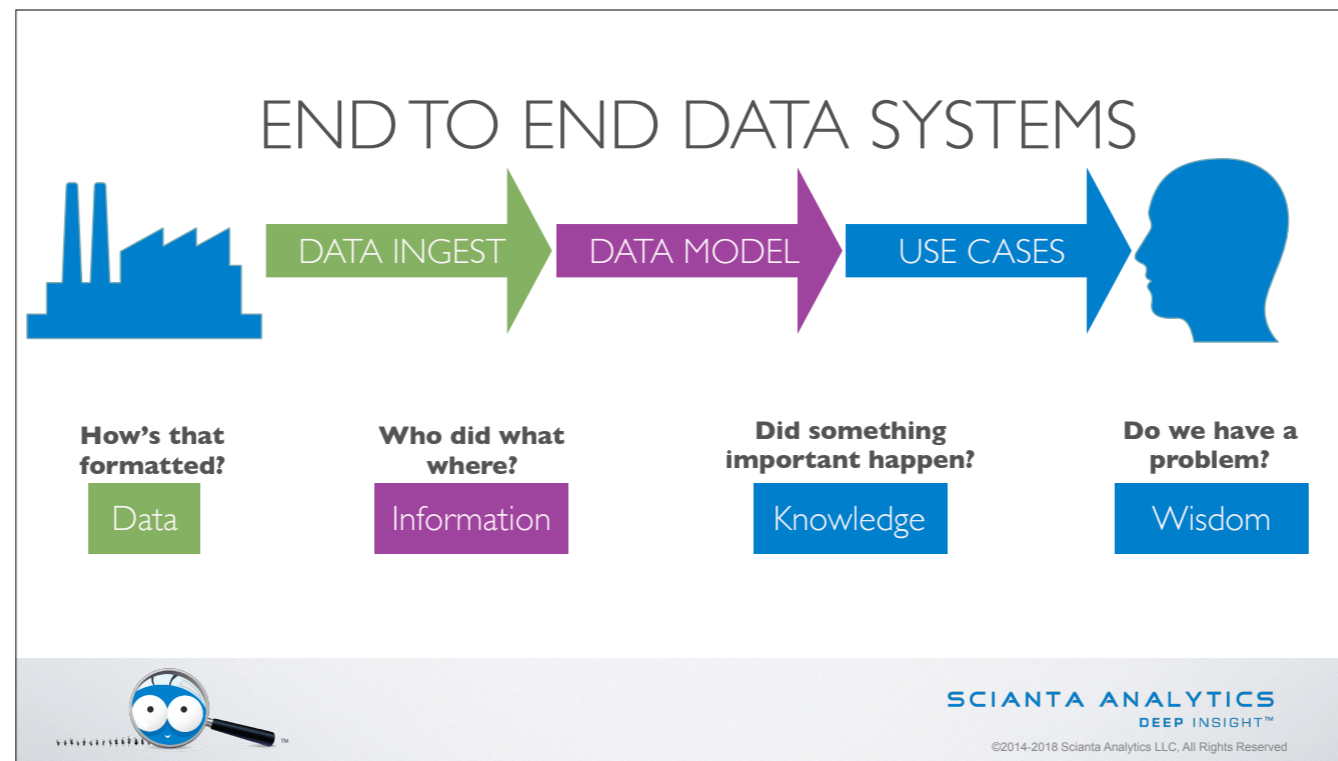 END TO END DATA SYSTEMS
DATA INGEST
DATA MODEL
USE CASES
How's that
formatted?
Data
Who did what
where?
Information
Did something
important happen?
Knowledge
Do we have a
problem?
Wisdom
TM
SCIANTA ANALYTICS
DEEP INSIGHT™
©2014-2018 Scianta Analytics LLC, All Rights Reserved